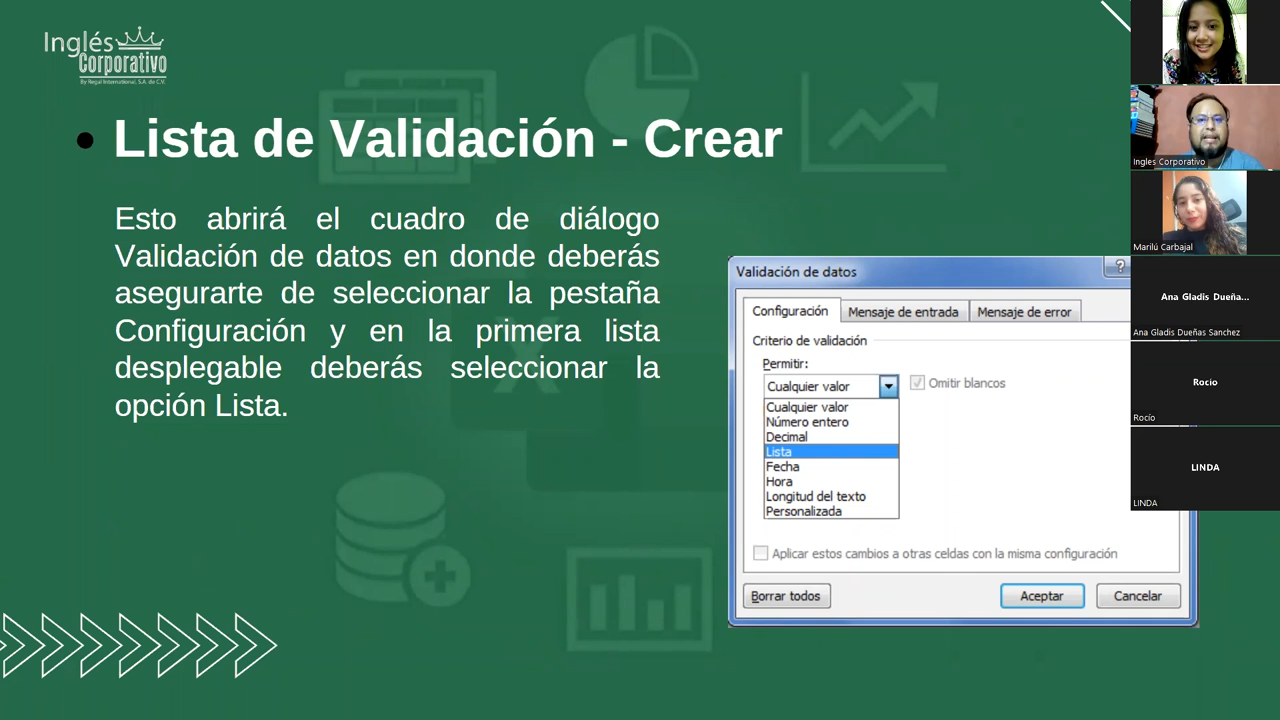 Inglés
Corporativo
By Regal International, S.A. de C.V.
Lista de Validación - Crear
Esto abrirá el cuadro de diálogo
Validación de datos en donde deberás
asegurarte de seleccionar la pestaña
Configuración y en la primera lista
desplegable deberás seleccionar la
opción Lista.
Validación de datos
?
Configuración
Mensaje de entrada
Mensaje de error
Criterio de validación
Permitir:
Cualquier valor
Omitir blancos
Cualquier valor
Número entero
Decimal
Lista
Fecha
Hora
Longitud del texto
Personalizada
Aplicar estos cambios a otras celdas con la misma configuración
Borrar todos
Aceptar
Cancelar
Ingles Corporativo
Marilú Carbajal
Ana Gladis Dueña...
Ana Gladis Dueñas Sanchez
Rocio
Rocío
LINDA
LINDA